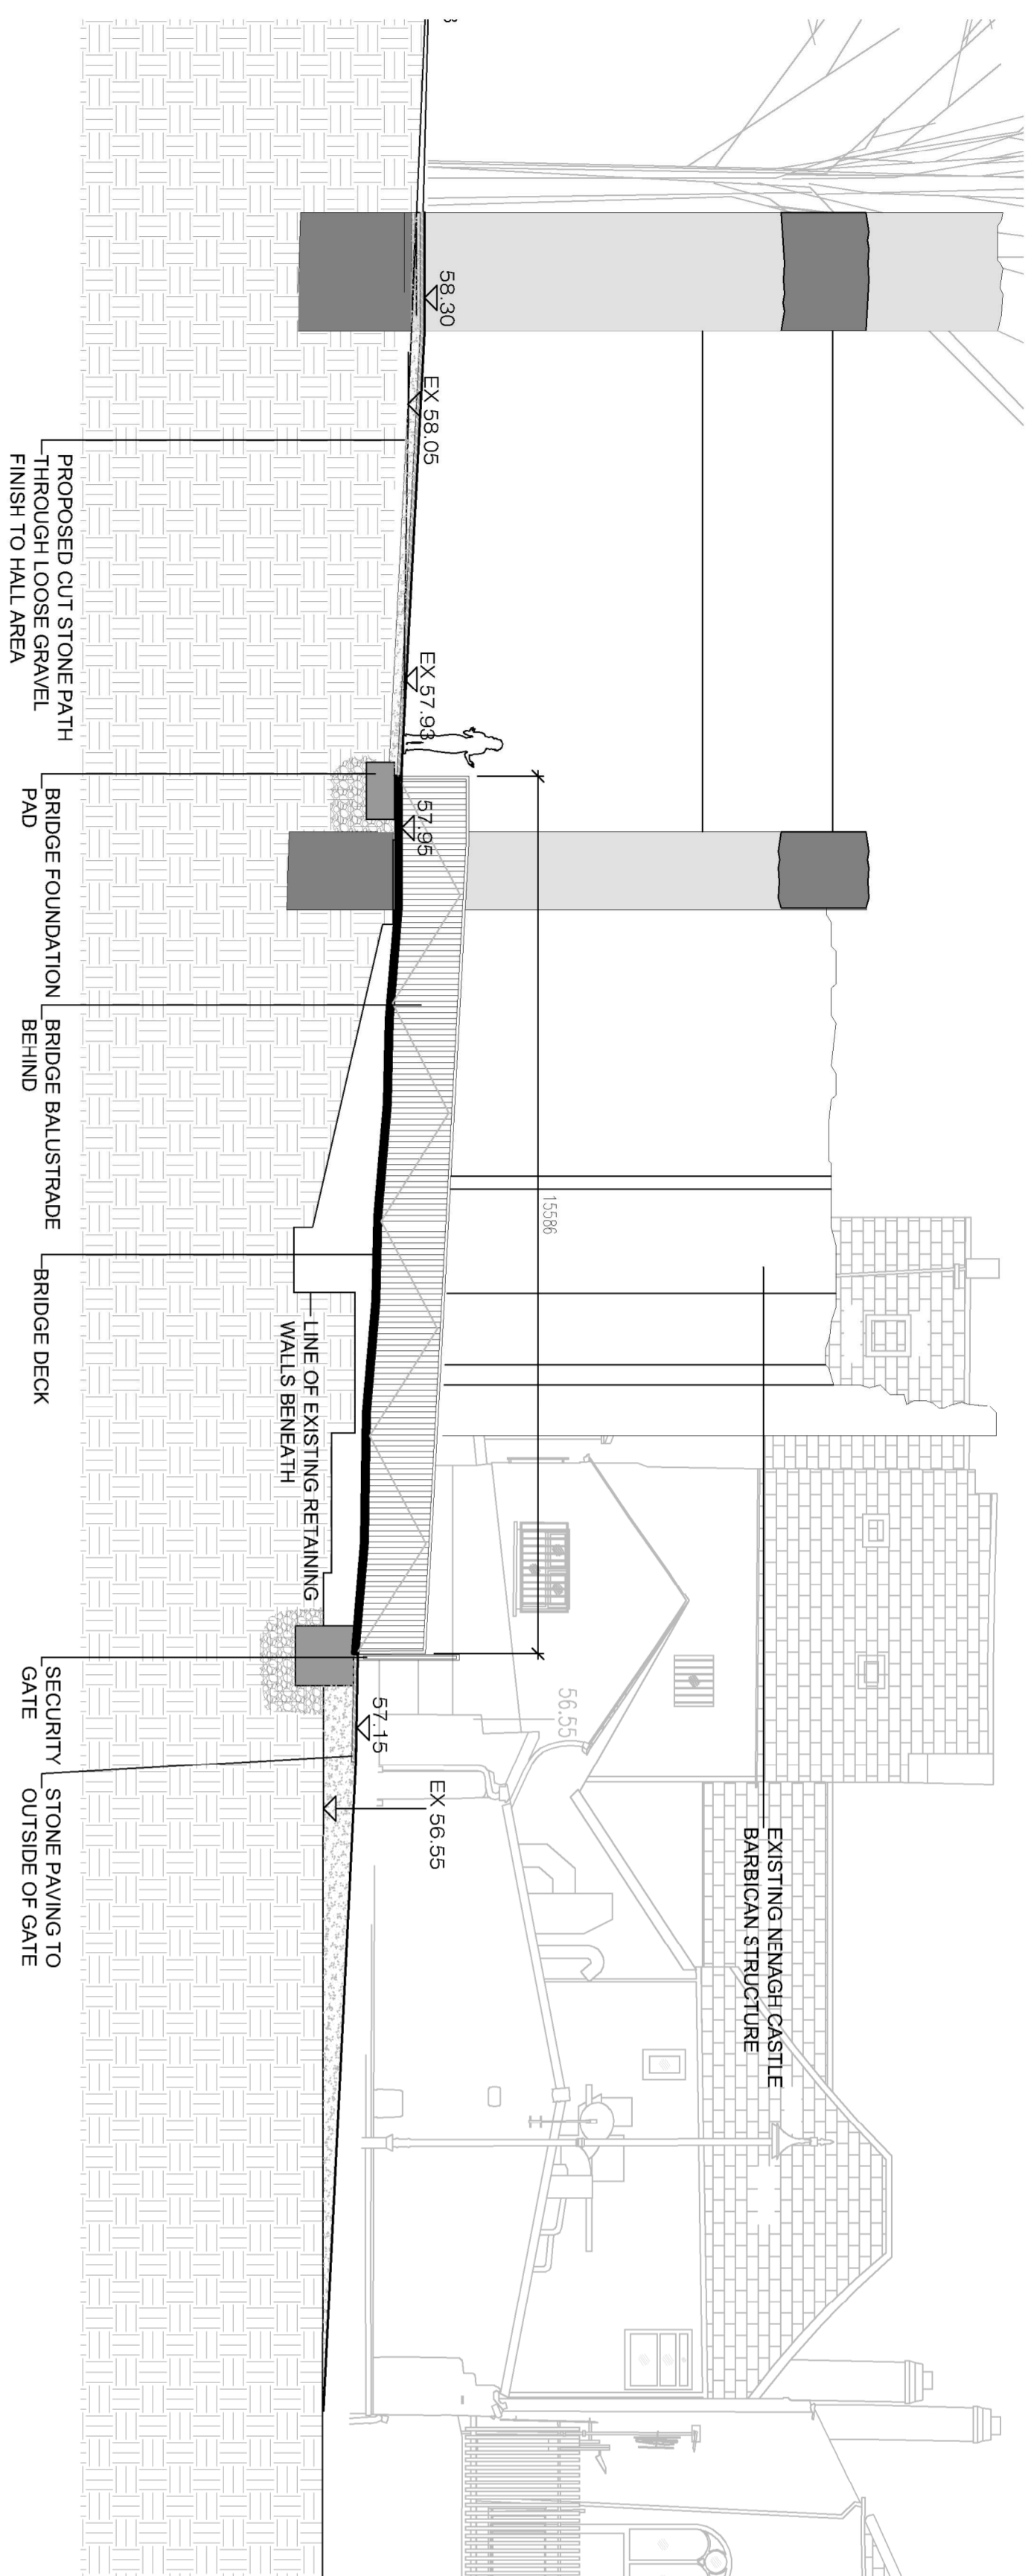 58.30
EX 58.05
EX 57.93
57.95
15586
56.55
57.15
EX 56.55
EXISTING NENAGH CASTLE
BARBICAN STRUCTURE
LINE OF EXISTING RETAINING
WALLS BENEATH
PROPOSED CUT STONE PATH
THROUGH LOOSE GRAVEL
FINISH TO HALL AREA
BRIDGE FOUNDATION
PAD
BRIDGE BALUSTRADE
BEHIND
BRIDGE DECK
SECURITY
GATE
STONE PAVING TO
OUTSIDE OF GATE